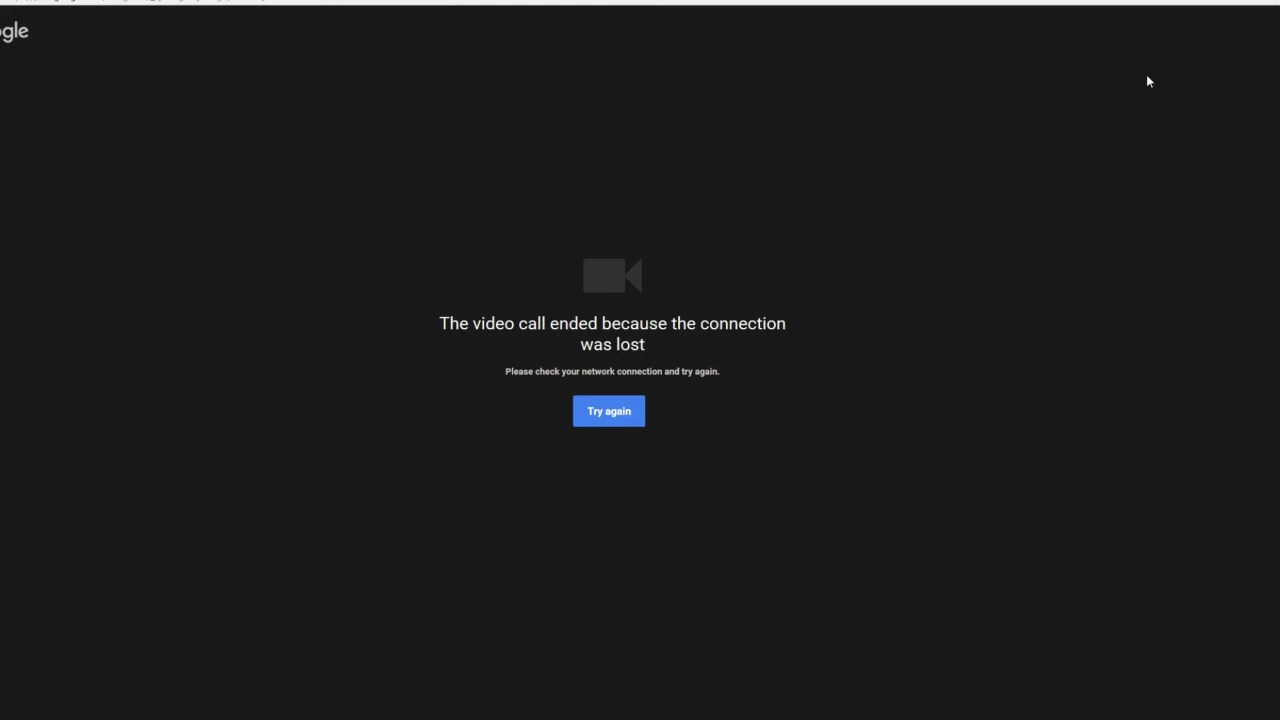 ogle
The video call ended because the connection
was lost
Please check your network connection and try again.
Try again